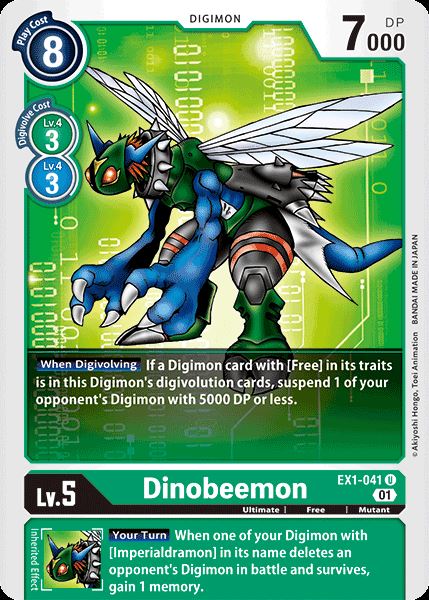 DIGIMON
Play Cost
8
DP
7000
Digivolve Cost
Lv.4
3
Lv.4
3
When Digivolving If a Digimon card with [Free] in its traits
is in this Digimon's digivolution cards, suspend 1 of your
opponent's Digimon with 5000 DP or less.
©Akiyoshi Hongo, Toei Animation BANDAI MADE IN JAPAN
Lv.5
Dinobeemon
EX1-041 U
01
Ultimate | Free | Mutant
Inherited Effect
Your Turn When one of your Digimon with
[Imperialdramon] in its name deletes an
opponent's Digimon in battle and survives,
gain 1 memory.